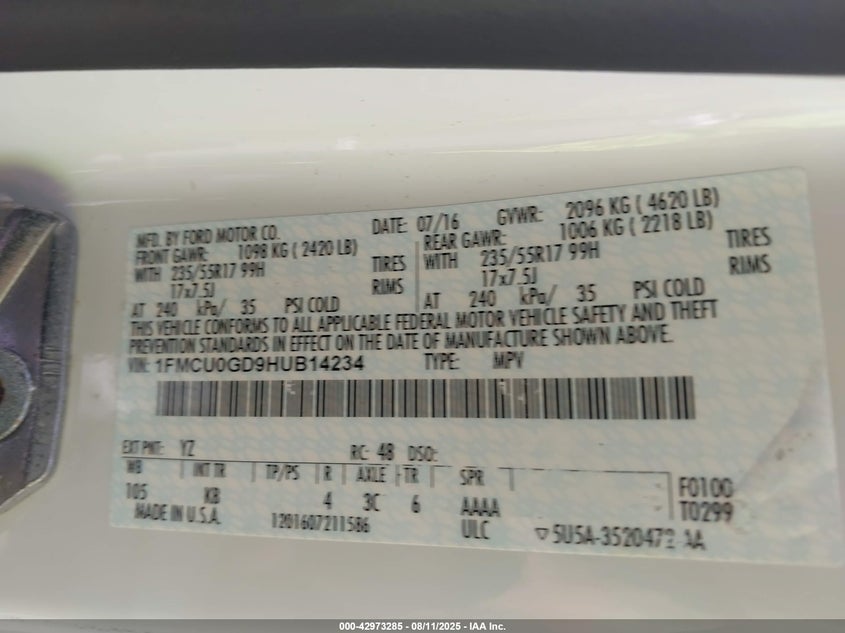 MFD. BY FORD MOTOR CO. DATE: 07/16 GVWR: 2096 KG ( 4620 LB)
FRONT GAWR: 1098 KG ( 2420 LB) REAR GAWR: 1006 KG ( 2218 LB)
WITH 235/55R17 99H TIRES WITH 235/55R17 99H TIRES
17x7.5J RIMS 17x7.5J RIMS
AT 240 kPa/ 35 PSI COLD AT 240 kPa/ 35 PSI COLD
THIS VEHICLE CONFORMS TO ALL APPLICABLE FEDERAL MOTOR VEHICLE SAFETY AND THEFT
PREVENTION STANDARDS IN EFFECT ON THE DATE OF MANUFACTURE SHOWN ABOVE.
VIN: 1FMCU0GD9HUB14234 TYPE: MPV
EXT PNT: YZ RC: 48 DSO:
WB INT TR TP/PS R AXLE TR SPR F0100
105 KB 4 3C 6 AAAA T0299
MADE IN U.S.A. 1201607211586 ULC ▽5U5A-3520472-AA
000-42973285 - 08/11/2025 - IAA Inc.